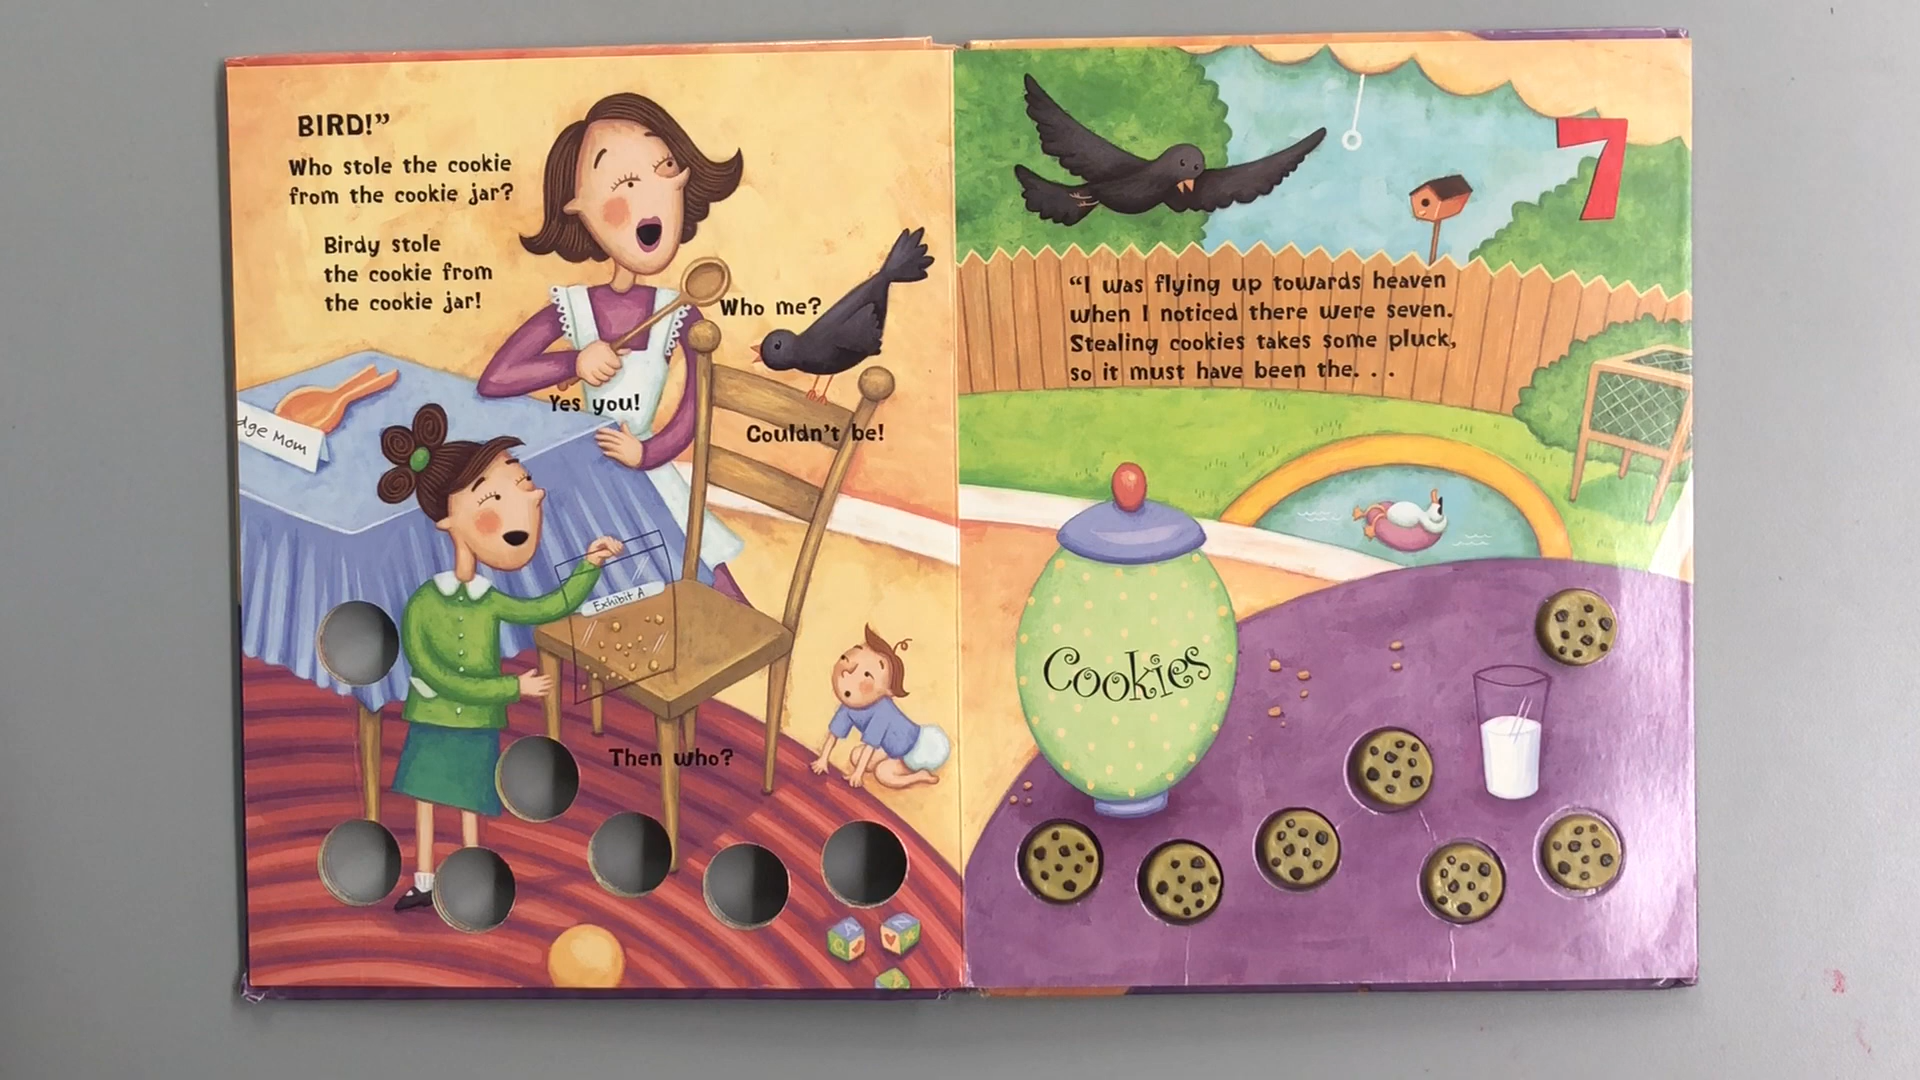 BIRD!”
Who stole the cookie
from the cookie jar?
Birdy stole
the cookie from
the cookie jar!
Who me?
Yes you!
Couldn’t be!
Then who?
dge Mom
Exhibit A
7
“I was flying up towards heaven
when I noticed there were seven.
Stealing cookies takes some pluck,
so it must have been the. . .
Cookies